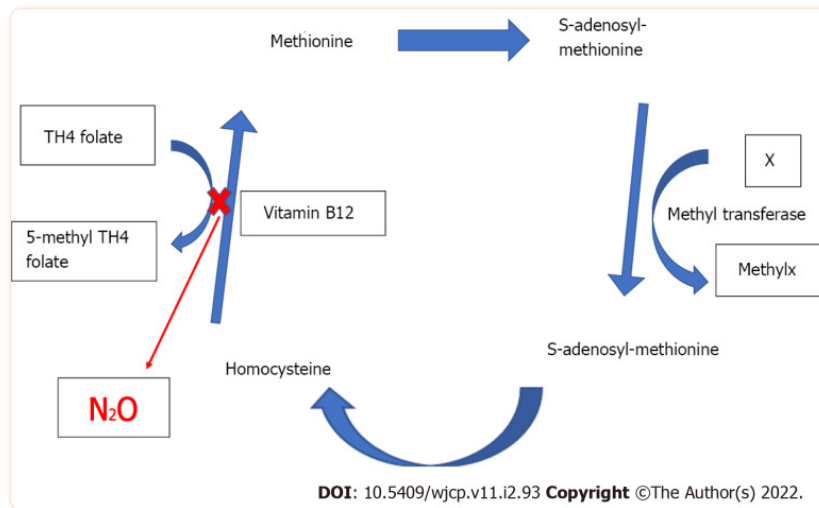 Methionine
S-adenosyl-
methionine
TH4 folate
X
Vitamin B12
Methyl transferase
5-methyl TH4
folate
Methylx
S-adenosyl-methionine
Homocysteine
N₂O
DOI: 10.5409/wjcp.v11.i2.93 Copyright ©The Author(s) 2022.